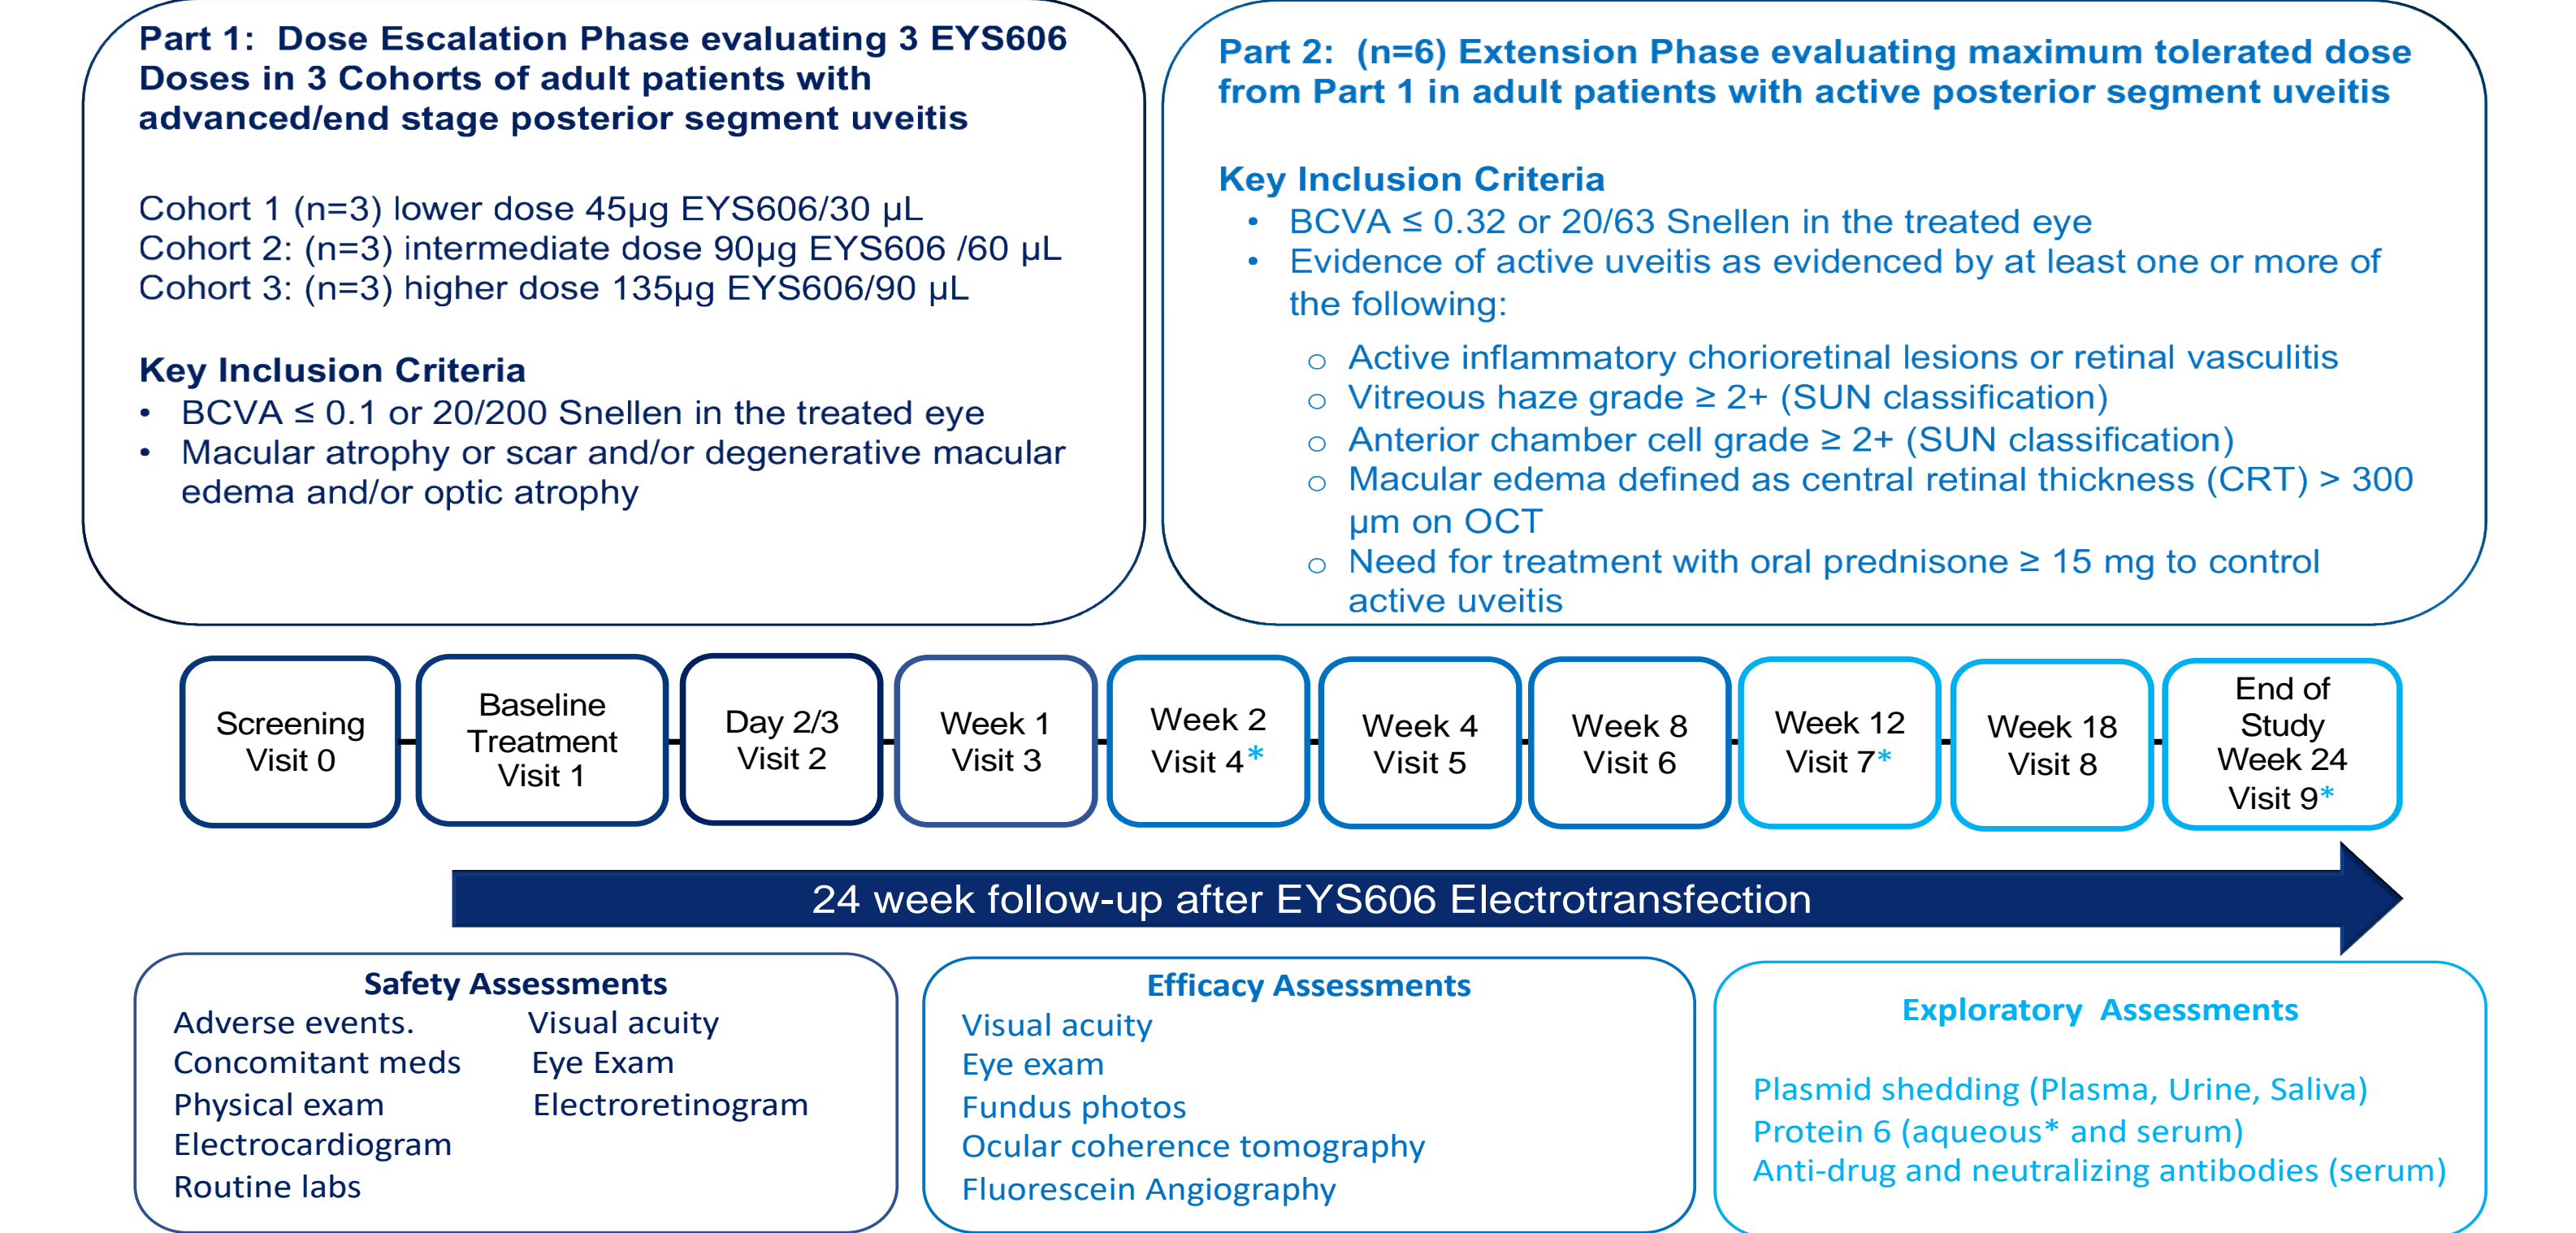 Part 1:  Dose Escalation Phase evaluating 3 EYS606
Doses in 3 Cohorts of adult patients with
advanced/end stage posterior segment uveitis
Cohort 1 (n=3) lower dose 45µg EYS606/30 µL
Cohort 2: (n=3) intermediate dose 90µg EYS606 /60 µL
Cohort 3: (n=3) higher dose 135µg EYS606/90 µL
Key Inclusion Criteria
• BCVA ≤ 0.1 or 20/200 Snellen in the treated eye
• Macular atrophy or scar and/or degenerative macular
edema and/or optic atrophy
Part 2:  (n=6) Extension Phase evaluating maximum tolerated dose
from Part 1 in adult patients with active posterior segment uveitis
Key Inclusion Criteria
• BCVA ≤ 0.32 or 20/63 Snellen in the treated eye
• Evidence of active uveitis as evidenced by at least one or more of
the following:
o Active inflammatory chorioretinal lesions or retinal vasculitis
o Vitreous haze grade ≥ 2+ (SUN classification)
o Anterior chamber cell grade ≥ 2+ (SUN classification)
o Macular edema defined as central retinal thickness (CRT) > 300
µm on OCT
o Need for treatment with oral prednisone ≥ 15 mg to control
active uveitis
Screening
Visit 0
Baseline
Treatment
Visit 1
Day 2/3
Visit 2
Week 1
Visit 3
Week 2
Visit 4*
Week 4
Visit 5
Week 8
Visit 6
Week 12
Visit 7*
Week 18
Visit 8
End of
Study
Week 24
Visit 9*
24 week follow-up after EYS606 Electrotransfection
Safety Assessments
Adverse events.
Concomitant meds
Physical exam
Electrocardiogram
Routine labs
Visual acuity
Eye Exam
Electroretinogram
Efficacy Assessments
Visual acuity
Eye exam
Fundus photos
Ocular coherence tomography
Fluorescein Angiography
Exploratory  Assessments
Plasmid shedding (Plasma, Urine, Saliva)
Protein 6 (aqueous* and serum)
Anti-drug and neutralizing antibodies (serum)